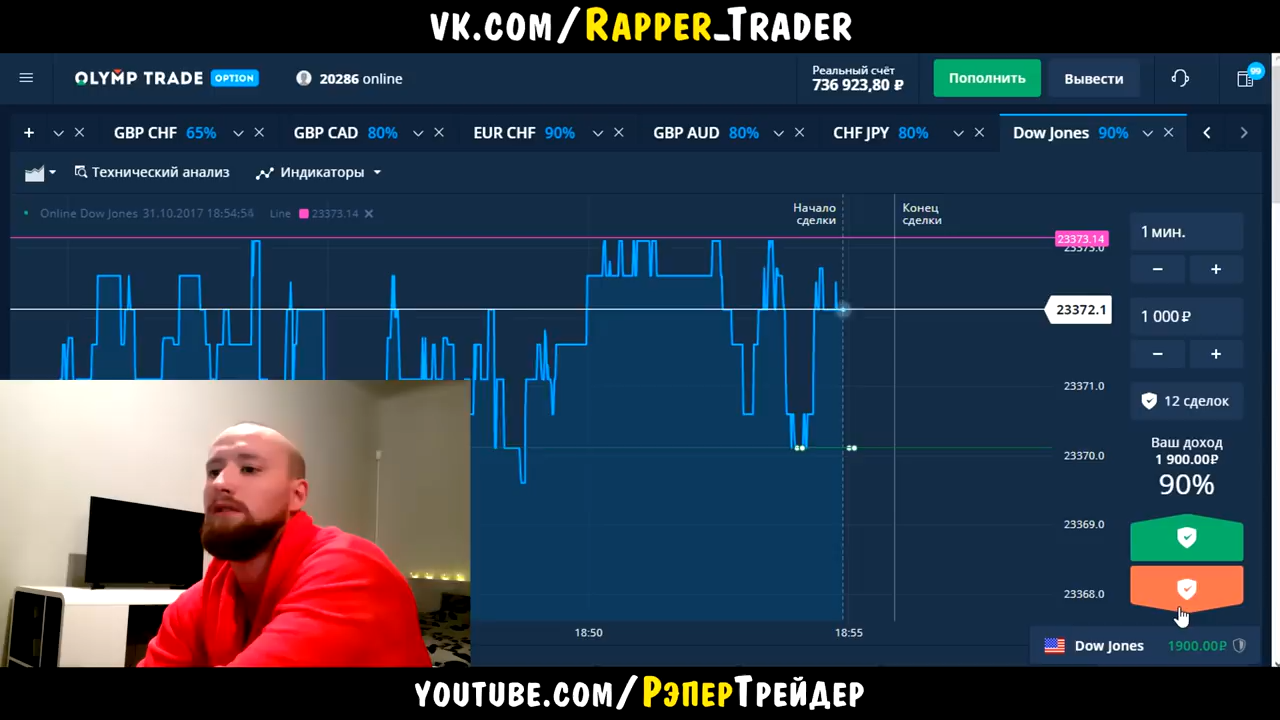 VK.COM/RAPPER_TRADER
OLYMP TRADE OPTION
20286 online
Реальный счёт
736 923,80 ₽
Пополнить
Вывести
99
+
GBP CHF 65%
GBP CAD 80%
EUR CHF 90%
GBP AUD 80%
CHF JPY 80%
Dow Jones 90%
Технический анализ
Индикаторы
Online Dow Jones 31.10.2017 18:54:54
Line 23373.14
Начало
сделки
Конец
сделки
23373.14
23373.0
23372.1
23371.0
23370.0
23369.0
23368.0
18:50
18:55
1 мин.
− +
1 000 ₽
− +
12 сделок
Ваш доход
1 900.00₽
90%
Dow Jones 1900.00₽
YOUTUBE.COM/РЭПЕРТРЕЙДЕР